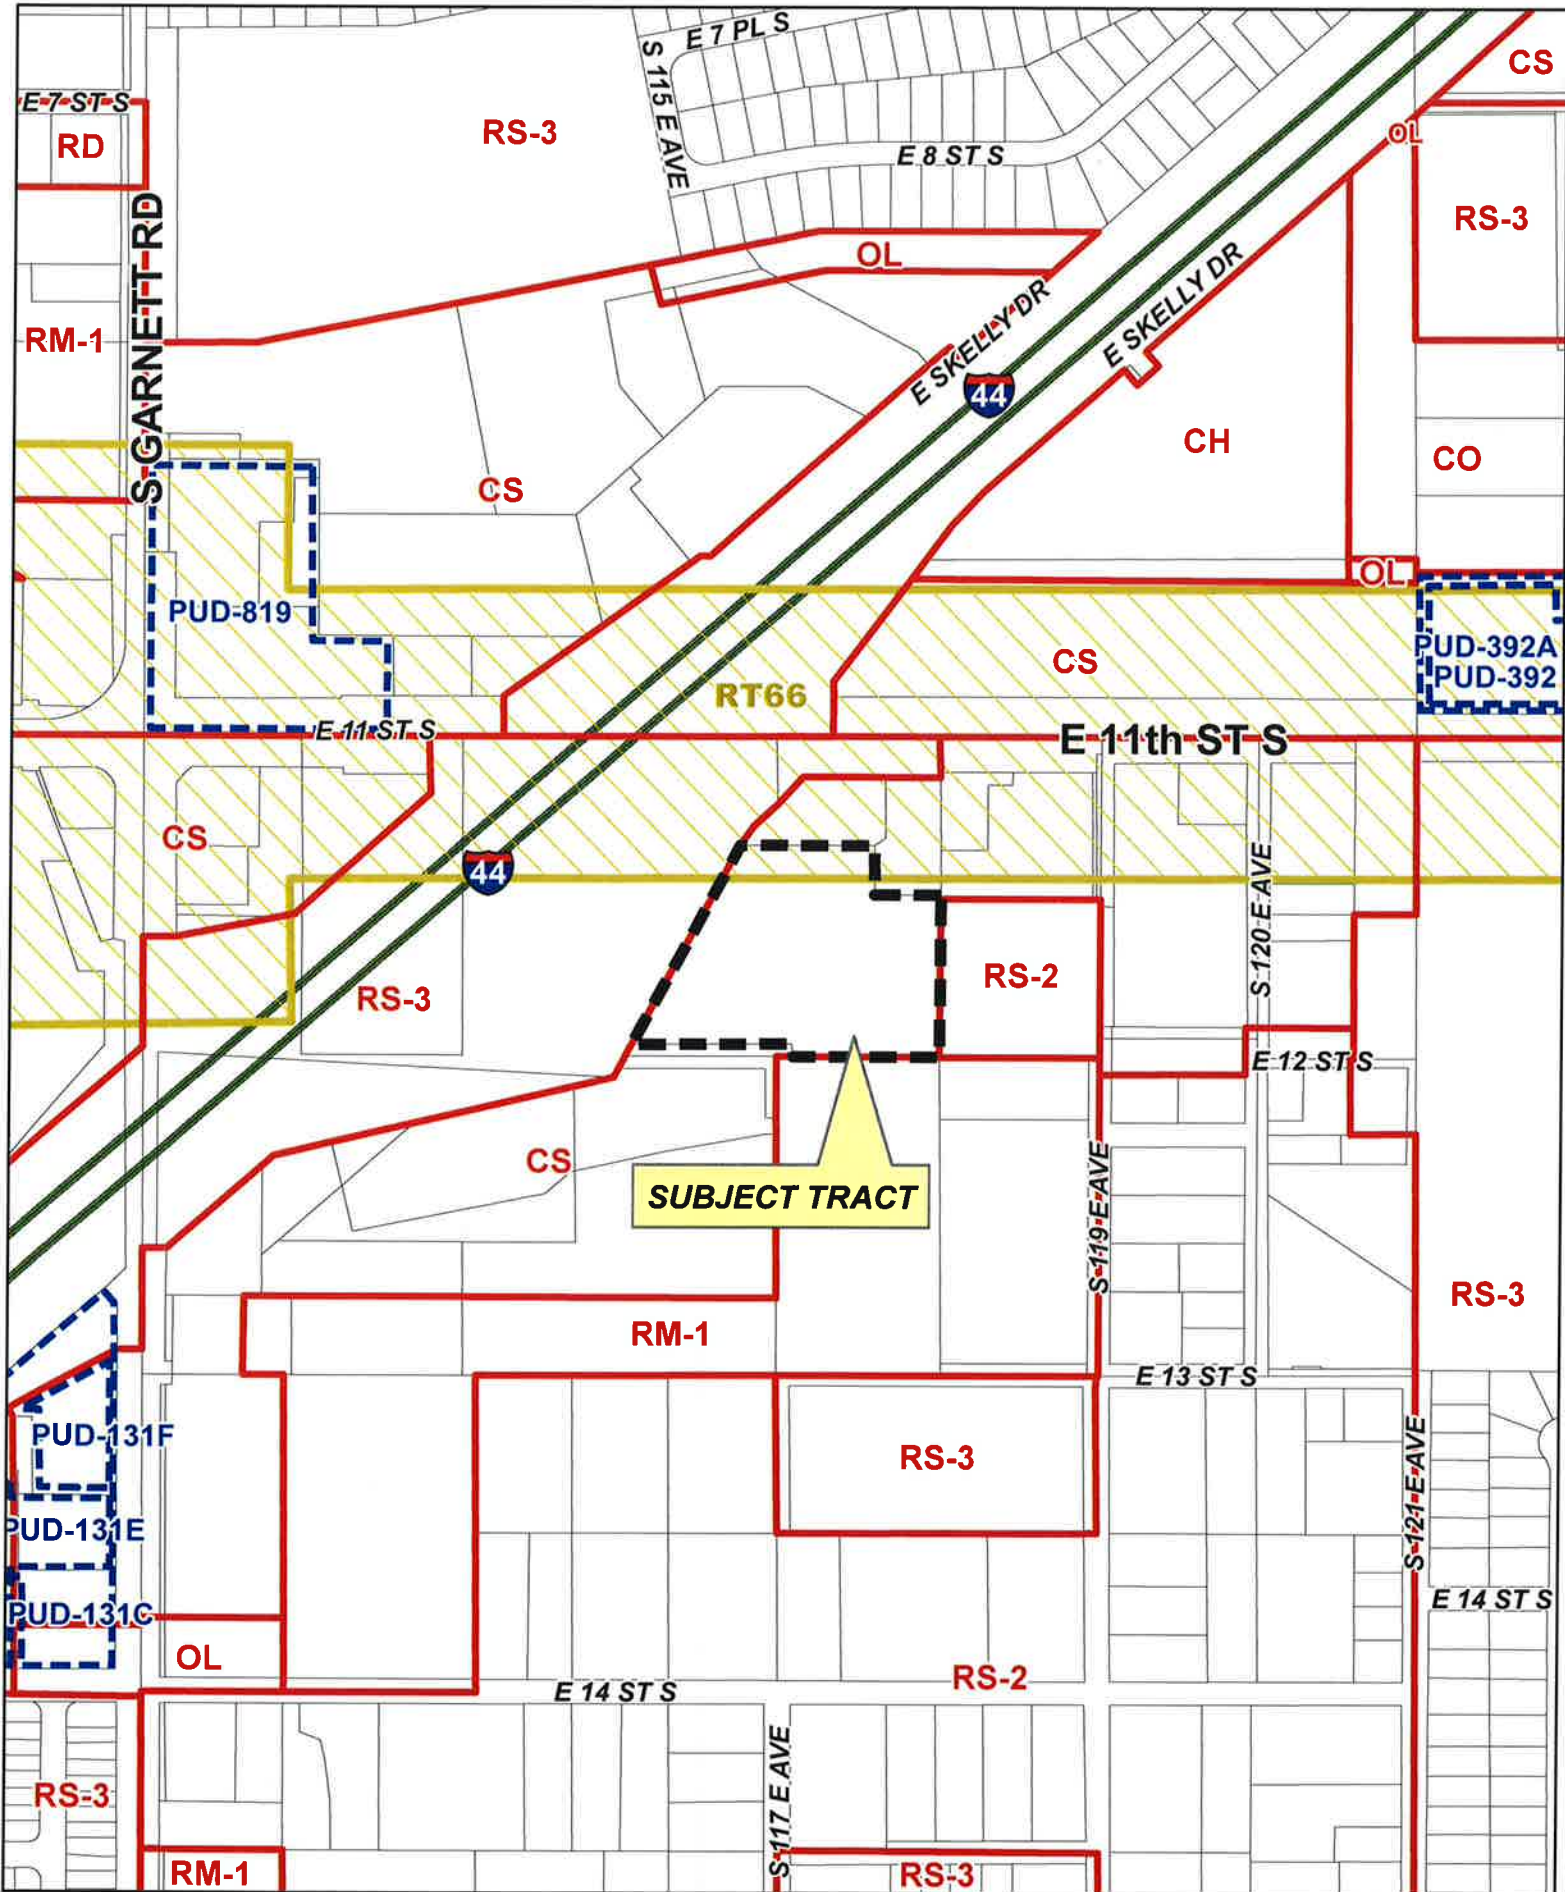 E 7 PL S
S 115 E AVE
CS
E 7 ST S
RD
RS-3
OL
E 8 ST S
RS-3
S GARNETT RD
OL
E SKELLY DR
E SKELLY DR
RM-1
44
CH
CO
CS
OL
PUD-819
PUD-392A
PUD-392
CS
RT66
E 11 ST S
E 11th ST S
CS
44
S 120 E AVE
RS-3
RS-2
E 12 ST S
CS
SUBJECT TRACT
S 119 E AVE
RS-3
RM-1
E 13 ST S
PUD-131F
RS-3
S 121 E AVE
PUD-131E
PUD-131C
E 14 ST S
OL
RS-2
E 14 ST S
S 117 E AVE
RS-3
RM-1
RS-3